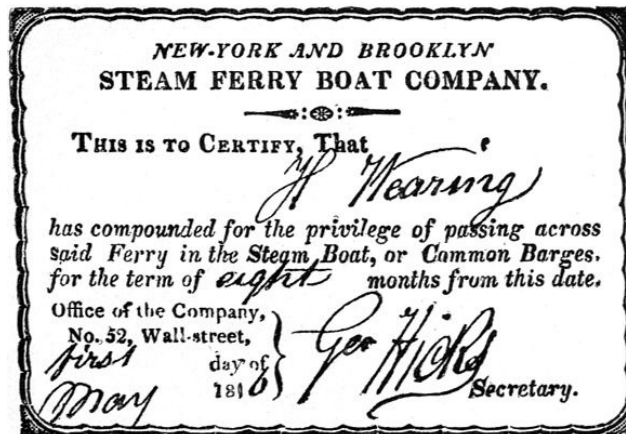 NEW-YORK AND BROOKLYN
STEAM FERRY BOAT COMPANY.
THIS IS TO CERTIFY, That
H Wearing
has compounded for the privilege of passing across
said Ferry in the Steam Boat, or Common Barges,
for the term of eight months from this date.
Office of the Company,
No. 52, Wall-street,
first day of
May 1816
Geo Hicks
Secretary.